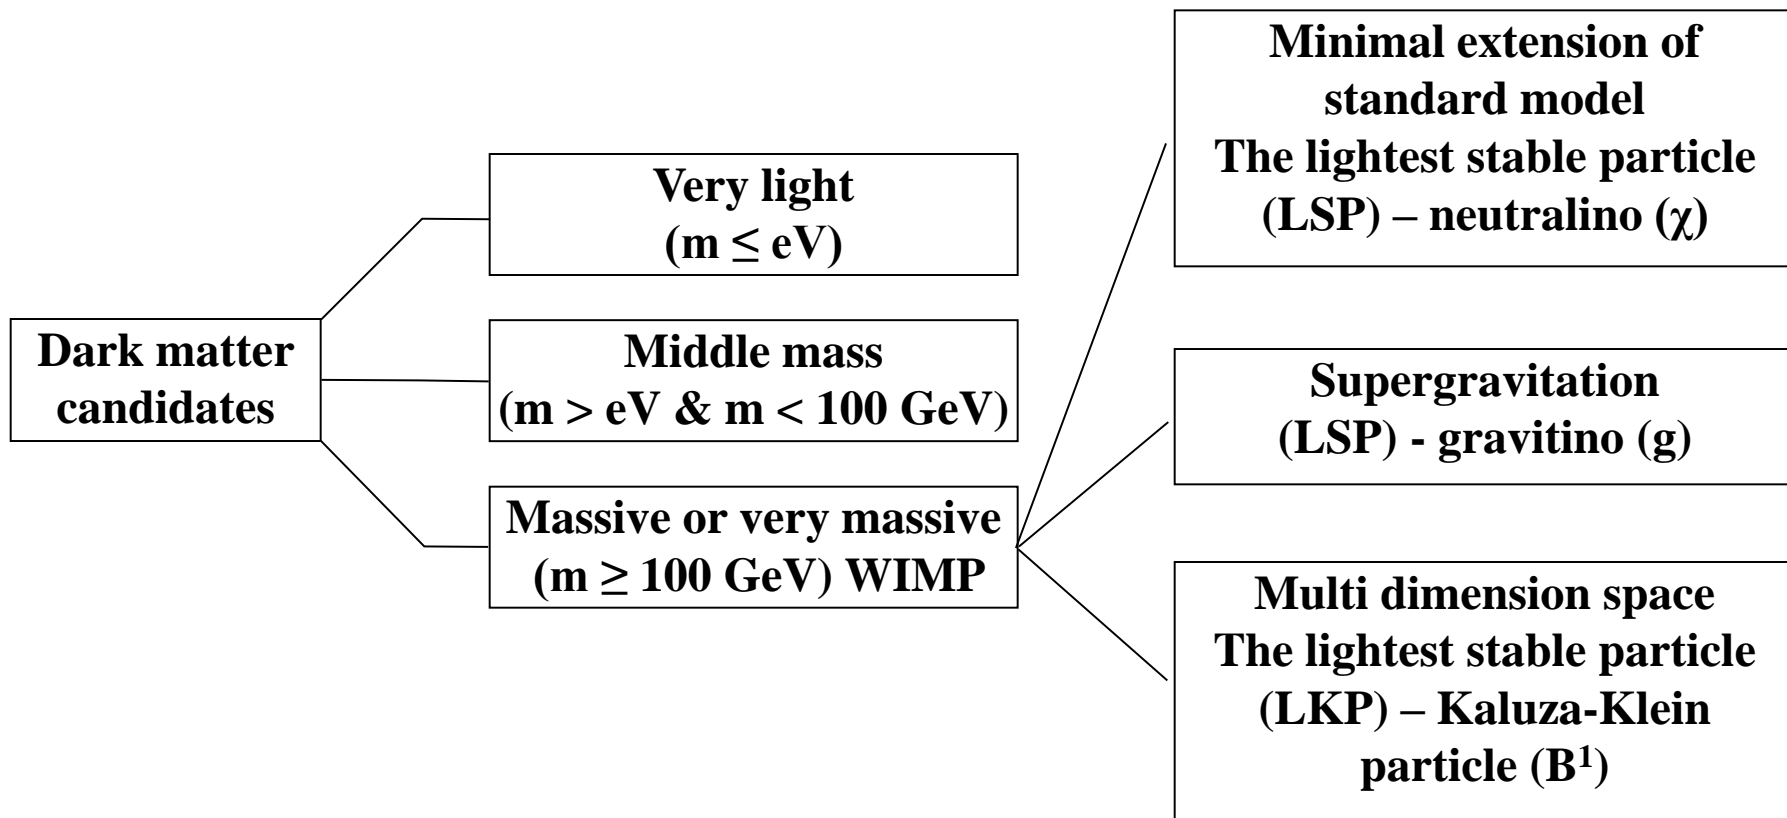 Dark matter
candidates
Very light
(m ≤ eV)
Middle mass
(m > eV & m < 100 GeV)
Massive or very massive
(m ≥ 100 GeV) WIMP
Minimal extension of
standard model
The lightest stable particle
(LSP) – neutralino (χ)
Supergravitation
(LSP) - gravitino (g)
Multi dimension space
The lightest stable particle
(LKP) – Kaluza-Klein
particle (B¹)